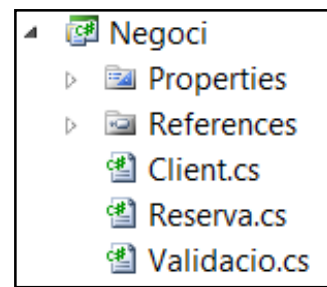 Negoci
Properties
References
Client.cs
Reserva.cs
Validacio.cs